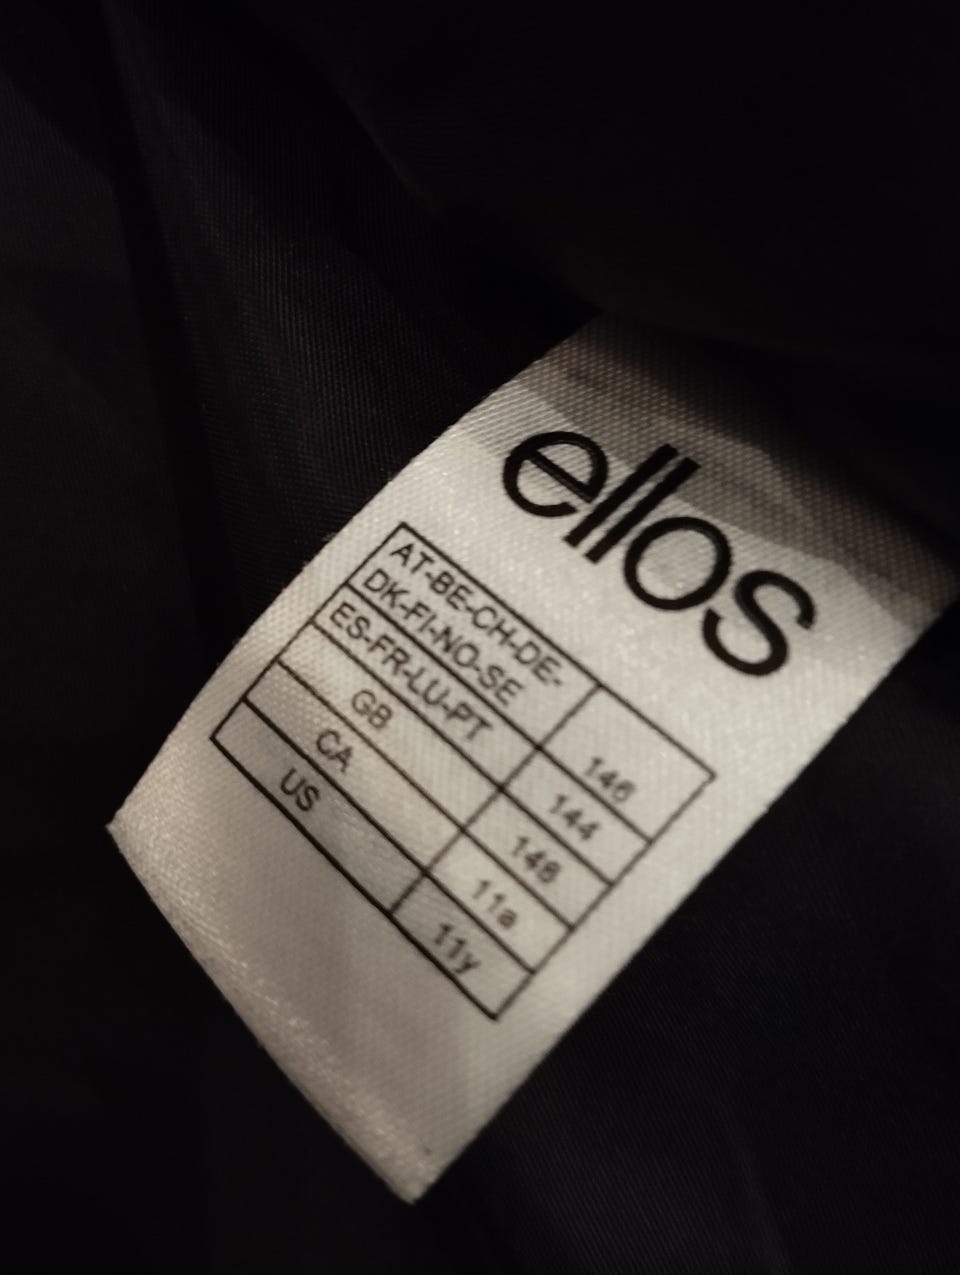 ellos
AT-BE-CH-DE-
DK-FI-NO-SE 146
ES-FR-LU-PT 144
GB 146
CA 11a
US 11y